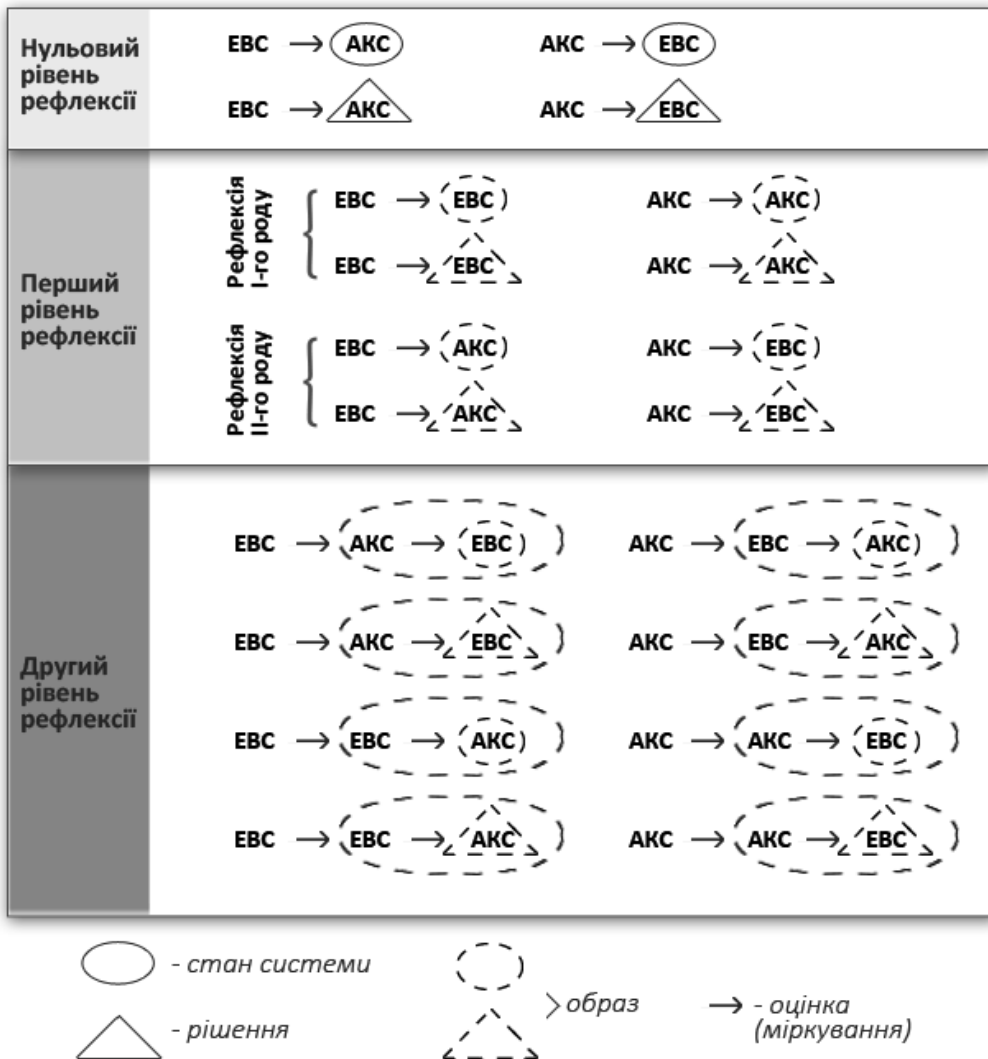 Нульовий
рівень
рефлексії
ЕВС → АКС АКС → ЕВС
ЕВС → АКС АКС → ЕВС
Перший
рівень
рефлексії
Рефлексія
І-го роду
ЕВС → ЕВС АКС → АКС
ЕВС → ЕВС АКС → АКС
Рефлексія
ІІ-го роду
ЕВС → АКС АКС → ЕВС
ЕВС → АКС АКС → ЕВС
Другий
рівень
рефлексії
ЕВС → АКС → ЕВС АКС → ЕВС → АКС
ЕВС → АКС → ЕВС АКС → ЕВС → АКС
ЕВС → ЕВС → АКС АКС → АКС → ЕВС
ЕВС → ЕВС → АКС АКС → АКС → ЕВС
- стан системи
- рішення
образ
→ - оцінка
(міркування)